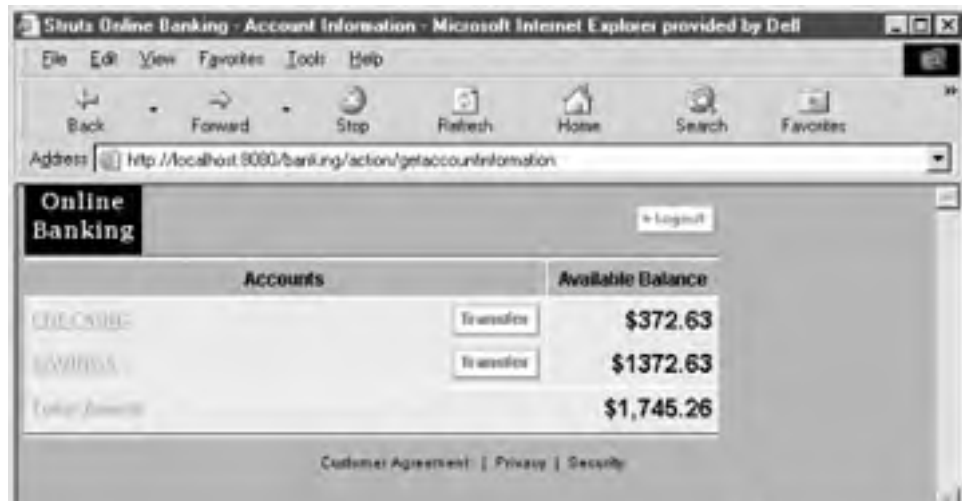 Struts Online Banking - Account Information - Microsoft Internet Explorer provided by Dell
File Edit View Favorites Tools Help
Back Forward Stop Refresh Home Search Favorites
Address http://localhost:8080/banking/action/getaccountinformation
Online
Banking
Logout
Accounts Available Balance
CHECKING Transfer $372.63
SAVINGS Transfer $1372.63
$1,745.26
Customer Agreement | Privacy | Security